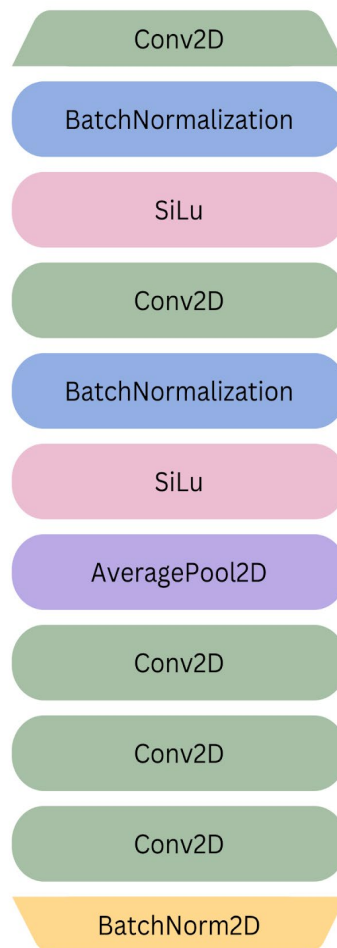 Conv2D
BatchNormalization
SiLu
Conv2D
BatchNormalization
SiLu
AveragePool2D
Conv2D
Conv2D
Conv2D
BatchNorm2D